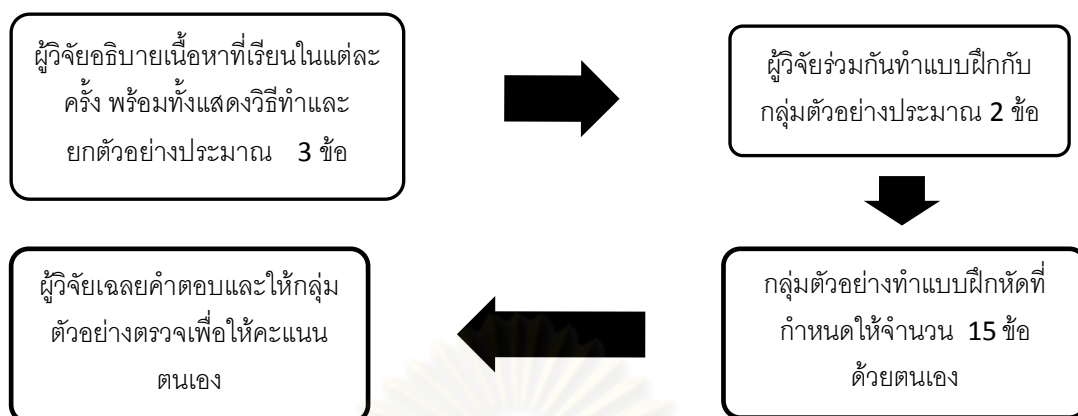 ผู้วิจัยอธิบายเนื้อหาที่เรียนในแต่ละ
ครั้ง พร้อมทั้งแสดงวิธีทำและ
ยกตัวอย่างประมาณ 3 ข้อ
ผู้วิจัยร่วมกันทำแบบฝึกกับ
กลุ่มตัวอย่างประมาณ 2 ข้อ
กลุ่มตัวอย่างทำแบบฝึกหัดที่
กำหนดให้จำนวน 15 ข้อ
ด้วยตนเอง
ผู้วิจัยเฉลยคำตอบและให้กลุ่ม
ตัวอย่างตรวจเพื่อให้คะแนน
ตนเอง